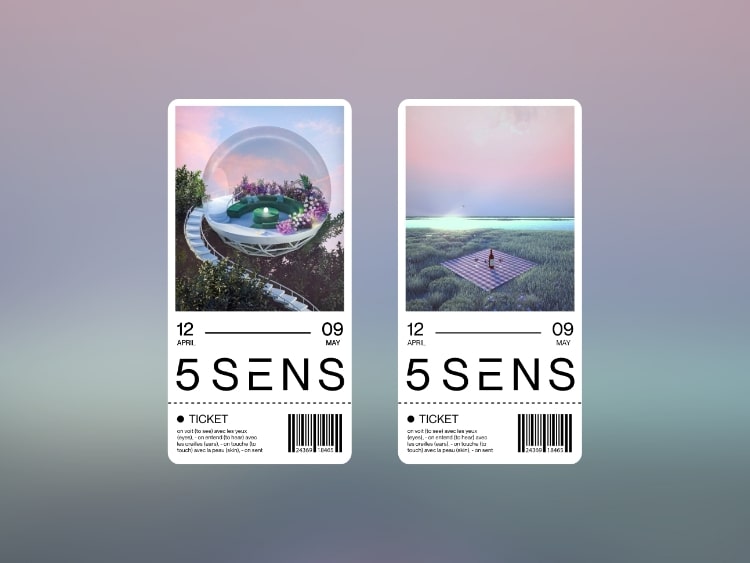 12
09
APRIL
MAY
5 SENS
TICKET
on voit (to see) avec les yeux
(eyes), - on entend (to hear) avec
les oreilles (ears), - on touche (to
touch) avec la peau (skin), - on sent
24369 18465
12
09
APRIL
MAY
5 SENS
TICKET
on voit (to see) avec les yeux
(eyes), - on entend (to hear) avec
les oreilles (ears), - on touche (to
touch) avec la peau (skin), - on sent
24369 18465